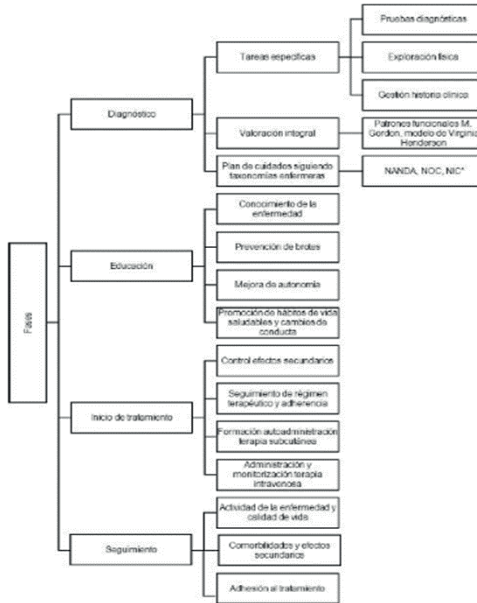 Fases
Diagnóstico
Tareas específicas
Pruebas diagnósticas
Exploración física
Gestión historia clínica
Valoración integral
Patrones funcionales M.
Gordon, modelo de Virginia
Henderson
Plan de cuidados siguiendo
taxonomías enfermeras
NANDA, NOC, NIC*
Educación
Conocimiento de la
enfermedad
Prevención de brotes
Mejora de autonomía
Promoción de hábitos de vida
saludables y cambios de
conducta
Inicio de tratamiento
Control efectos secundarios
Seguimiento de régimen
terapéutico y adherencia
Formación autoadministración
terapia subcutánea
Administración y
monitorización terapia
intravenosa
Seguimiento
Actividad de la enfermedad y
calidad de vida
Comorbilidades y efectos
secundarios
Adhesión al tratamiento